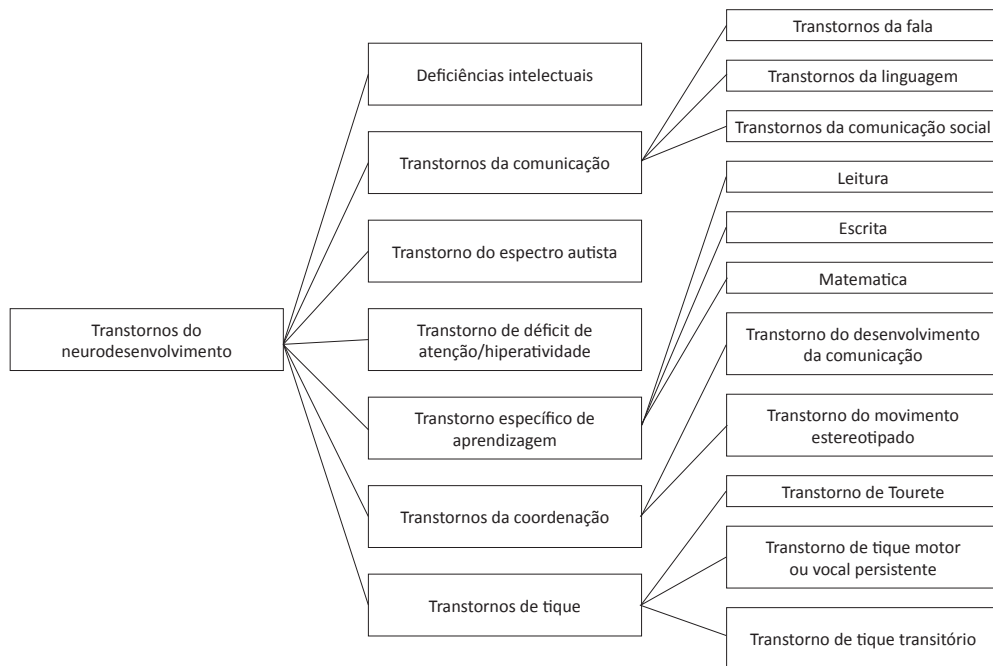 Transtornos do
neurodesenvolvimento
Deficiências intelectuais
Transtornos da comunicação
Transtorno do espectro autista
Transtorno de déficit de
atenção/hiperatividade
Transtorno específico de
aprendizagem
Transtornos da coordenação
Transtornos de tique
Transtornos da fala
Transtornos da linguagem
Transtornos da comunicação social
Leitura
Escrita
Matematica
Transtorno do desenvolvimento
da comunicação
Transtorno do movimento
estereotipado
Transtorno de Tourete
Transtorno de tique motor
ou vocal persistente
Transtorno de tique transitório